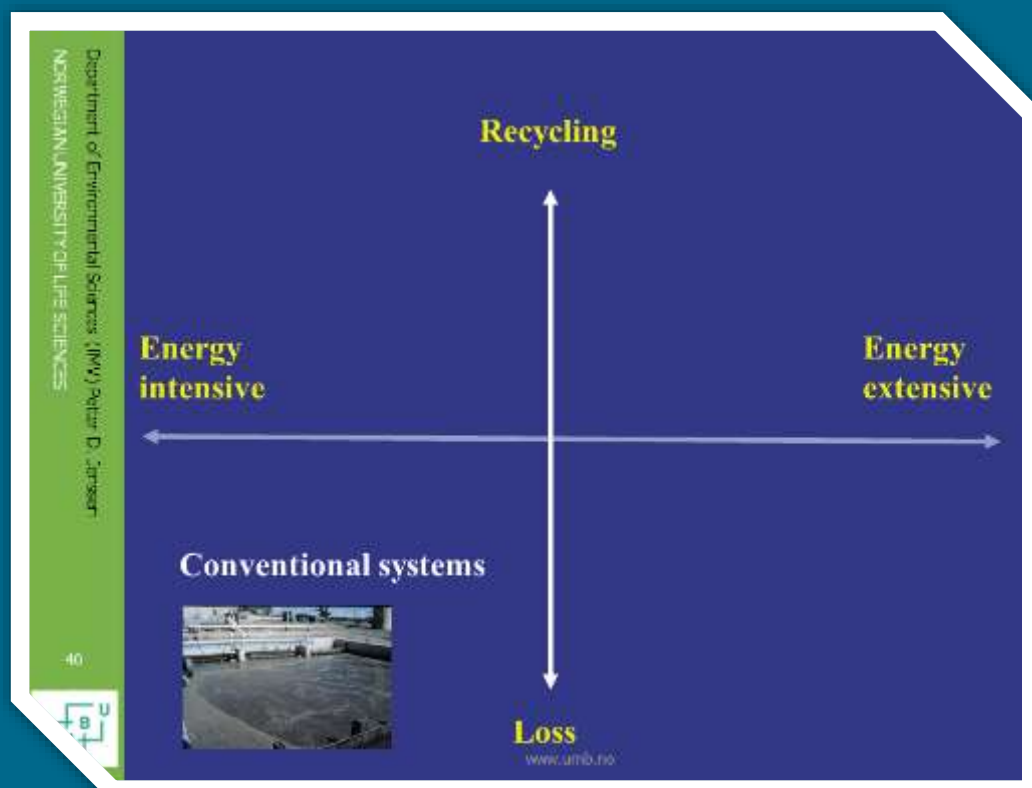 Recycling
Energy
intensive
Energy
extensive
Conventional systems
Loss
www.umb.no
Department of Environmental Sciences (IMV) Peter D. Jenssen
NORWEGIAN UNIVERSITY OF LIFE SCIENCES
40
U
B